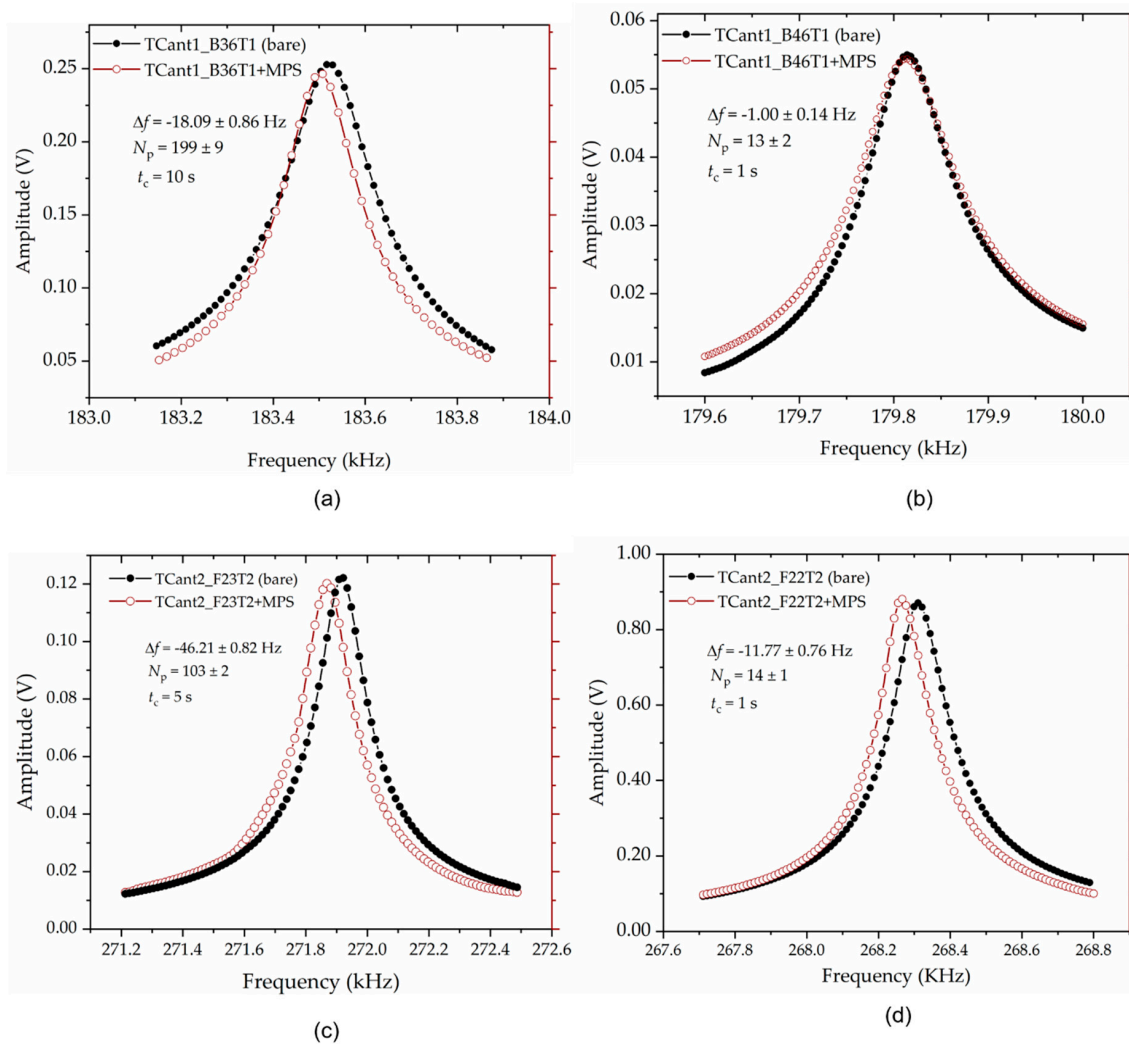 TCant1_B36T1 (bare)
TCant1_B36T1+MPS
Δf = -18.09 ± 0.86 Hz
Np = 199 ± 9
tc = 10 s
0.25
0.20
0.15
0.10
0.05
Amplitude (V)
183.0 183.2 183.4 183.6 183.8 184.0
Frequency (kHz)
(a)
TCant1_B46T1 (bare)
TCant1_B46T1+MPS
Δf = -1.00 ± 0.14 Hz
Np = 13 ± 2
tc = 1 s
0.06
0.05
0.04
0.03
0.02
0.01
Amplitude (V)
179.6 179.7 179.8 179.9 180.0
Frequency (kHz)
(b)
TCant2_F23T2 (bare)
TCant2_F23T2+MPS
Δf = -46.21 ± 0.82 Hz
Np = 103 ± 2
tc = 5 s
0.12
0.10
0.08
0.06
0.04
0.02
0.00
Amplitude (V)
271.2 271.4 271.6 271.8 272.0 272.2 272.4 272.6
Frequency (kHz)
(c)
TCant2_F22T2 (bare)
TCant2_F22T2+MPS
Δf = -11.77 ± 0.76 Hz
Np = 14 ± 1
tc = 1 s
1.00
0.80
0.60
0.40
0.20
0.00
Amplitude (V)
267.6 267.8 268.0 268.2 268.4 268.6 268.8
Frequency (KHz)
(d)